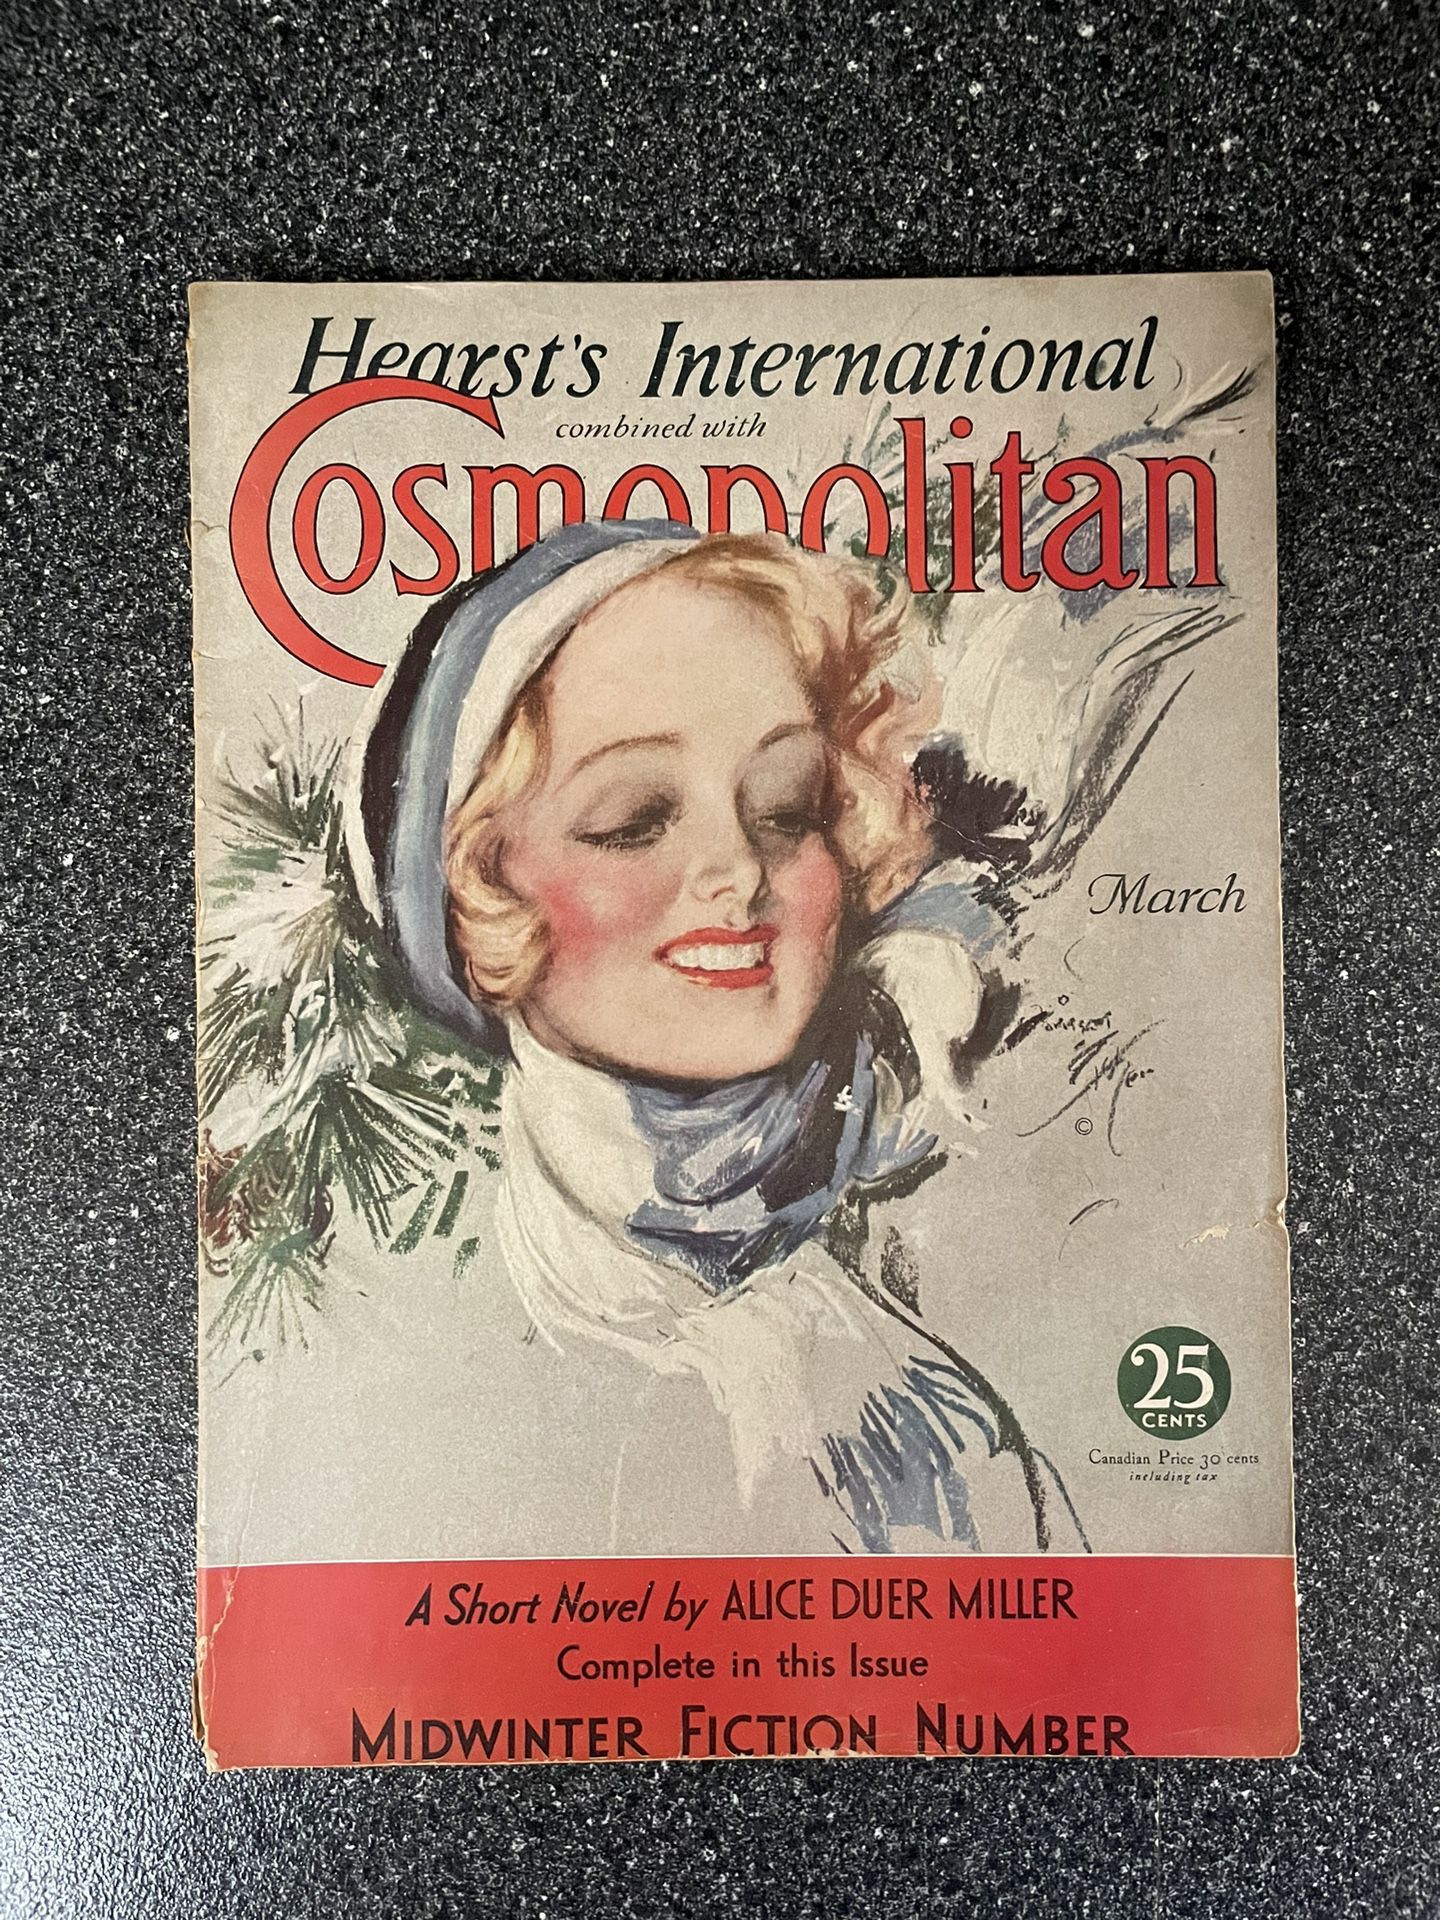 Hearst's International
combined with
Cosmopolitan
March
©
25
CENTS
Canadian Price 30 cents
including tax
A Short Novel by ALICE DUER MILLER
Complete in this Issue
MIDWINTER FICTION NUMBER